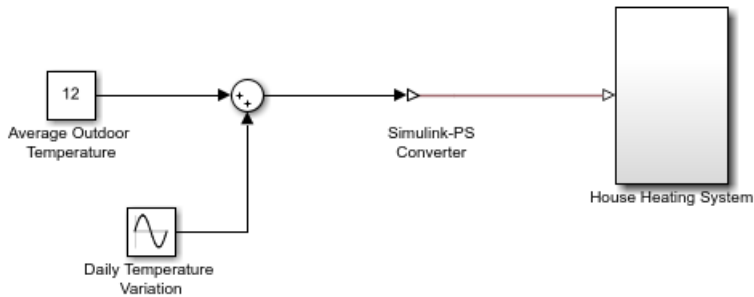 12
Average Outdoor
Temperature
Simulink-PS
Converter
House Heating System
Daily Temperature
Variation